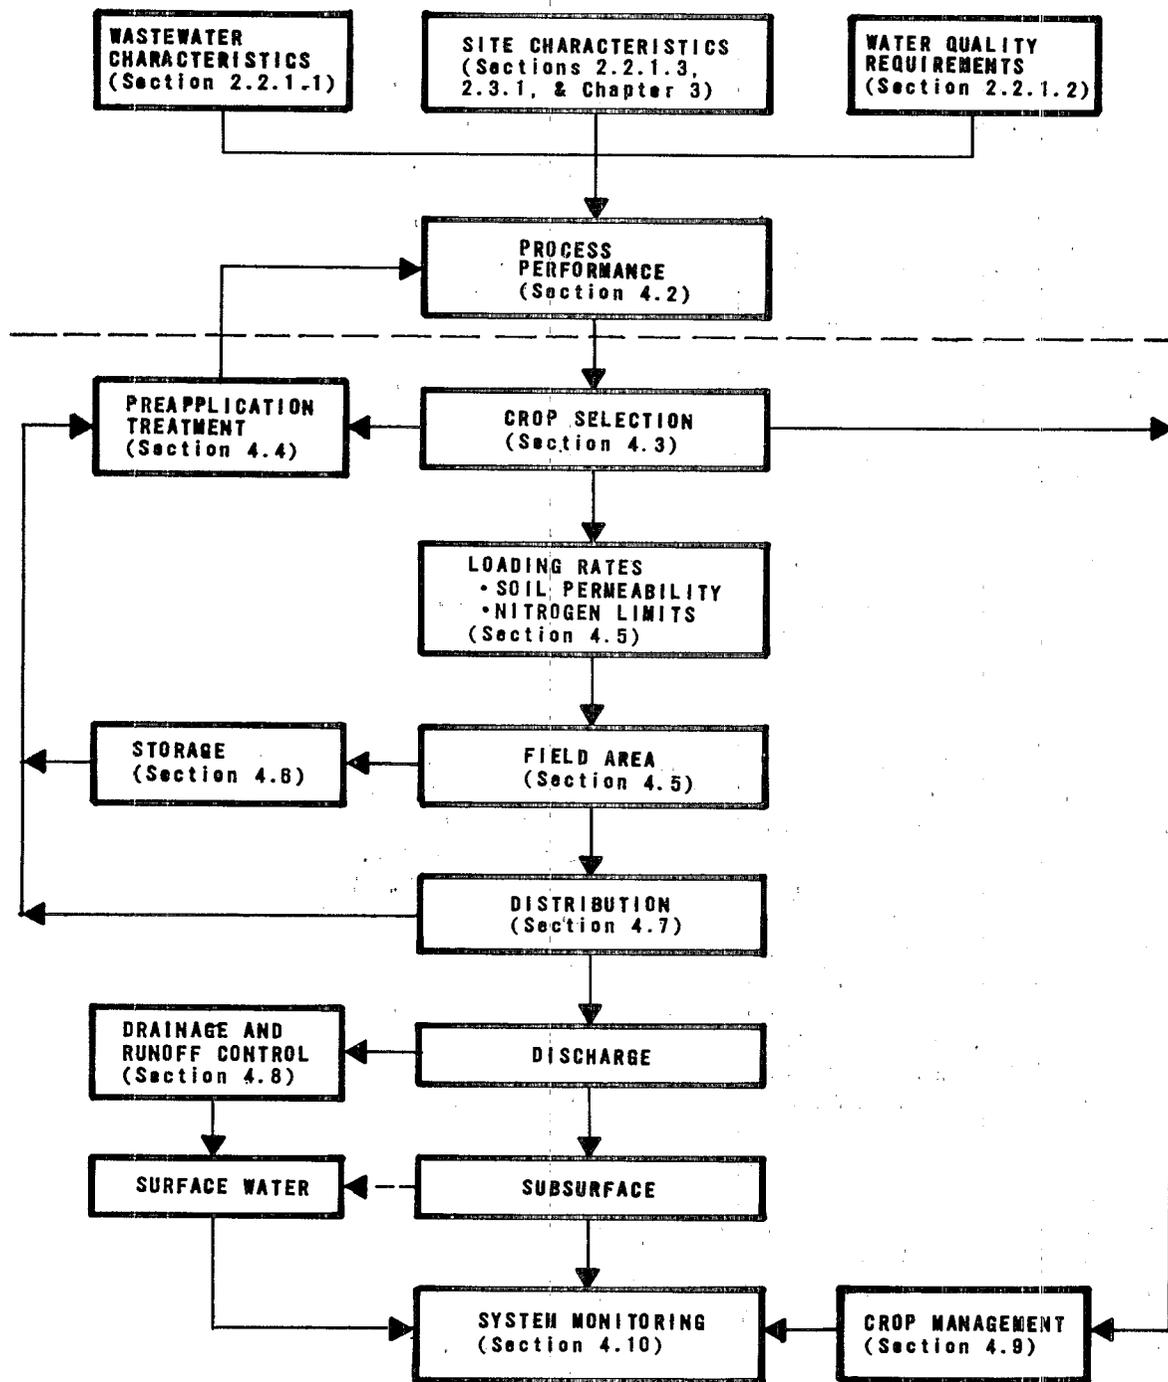 WASTEWATER
CHARACTERISTICS
(Section 2.2.1.1)
SITE CHARACTERISTICS
(Sections 2.2.1.3,
2.3.1, & Chapter 3)
WATER QUALITY
REQUIREMENTS
(Section 2.2.1.2)
PROCESS
PERFORMANCE
(Section 4.2)
PREAPPLICATION
TREATMENT
(Section 4.4)
CROP SELECTION
(Section 4.3)
LOADING RATES
•SOIL PERMEABILITY
•NITROGEN LIMITS
(Section 4.5)
STORAGE
(Section 4.6)
FIELD AREA
(Section 4.5)
DISTRIBUTION
(Section 4.7)
DRAINAGE AND
RUNOFF CONTROL
(Section 4.8)
DISCHARGE
SURFACE WATER
SUBSURFACE
SYSTEM MONITORING
(Section 4.10)
CROP MANAGEMENT
(Section 4.9)